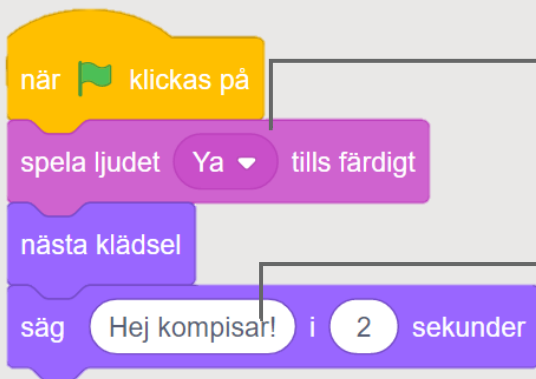 när klickas på
spela ljudet Ya tills färdigt
nästa klädsel
säg Hej kompisar! i 2 sekunder